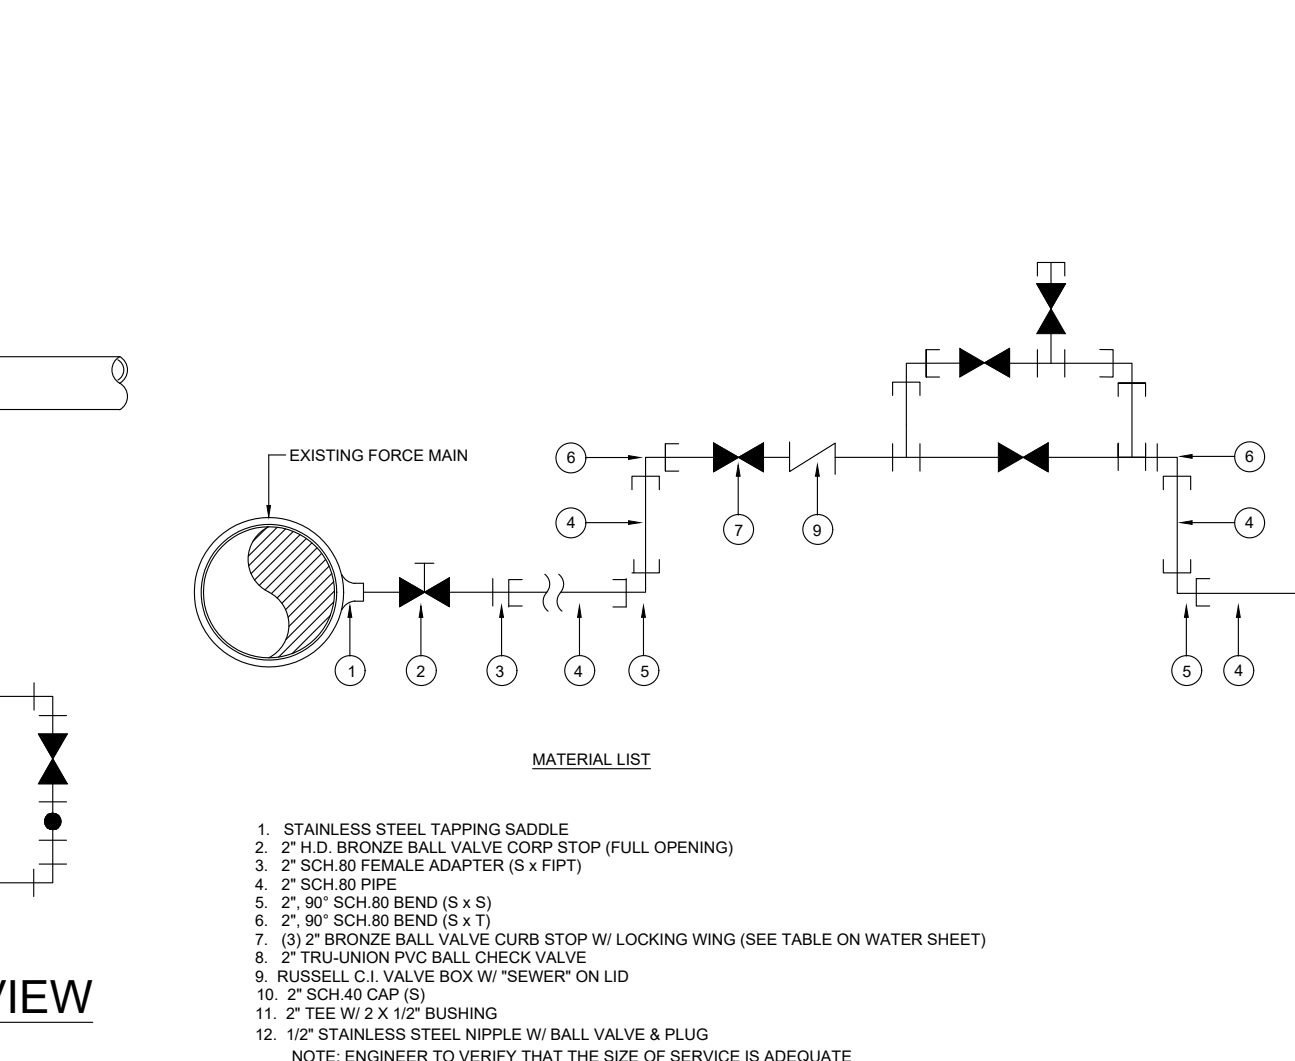 EXISTING FORCE MAIN
6
6
4
4
7
9
1
2
3
4
5
5
4
MATERIAL LIST
1. STAINLESS STEEL TAPPING SADDLE
2. 2" H.D. BRONZE BALL VALVE CORP STOP (FULL OPENING)
3. 2" SCH.80 FEMALE ADAPTER (S x FIPT)
4. 2" SCH.80 PIPE
5. 2", 90° SCH.80 BEND (S x S)
6. 2", 90° SCH.80 BEND (S x T)
7. (3) 2" BRONZE BALL VALVE CURB STOP W/ LOCKING WING (SEE TABLE ON WATER SHEET)
8. 2" TRU-UNION PVC BALL CHECK VALVE
9. RUSSELL C.I. VALVE BOX W/ "SEWER" ON LID
10. 2" SCH.40 CAP (S)
11. 2" TEE W/ 2 X 1/2" BUSHING
12. 1/2" STAINLESS STEEL NIPPLE W/ BALL VALVE & PLUG
NOTE: ENGINEER TO VERIFY THAT THE SIZE OF SERVICE IS ADEQUATE
VIEW